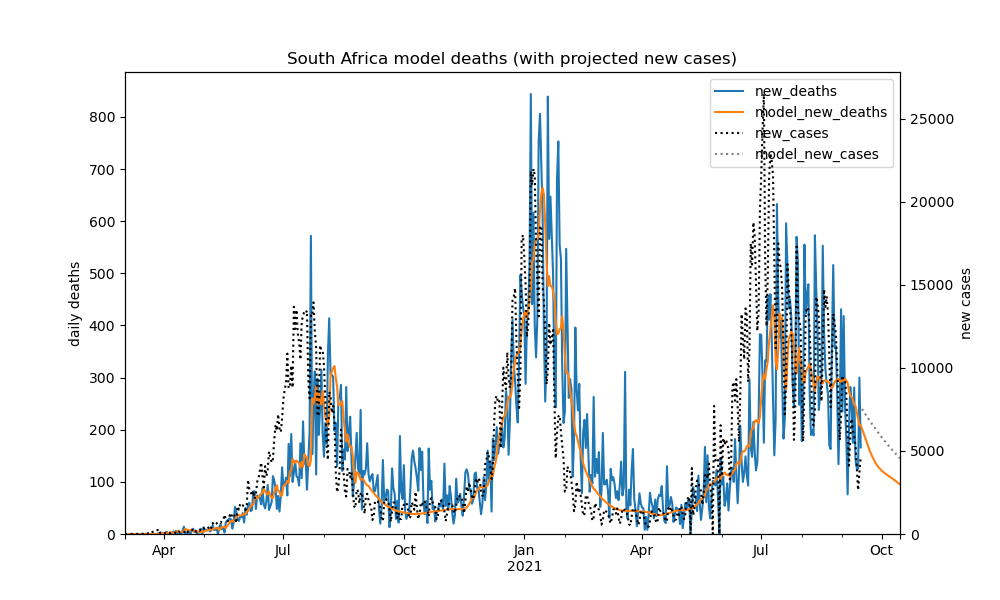 South Africa model deaths (with projected new cases)
new_deaths
model_new_deaths
new_cases
model_new_cases
800
700
600
500
400
300
200
100
0
daily deaths
25000
20000
15000
10000
5000
0
new cases
Apr
Jul
Oct
Jan
2021
Apr
Jul
Oct